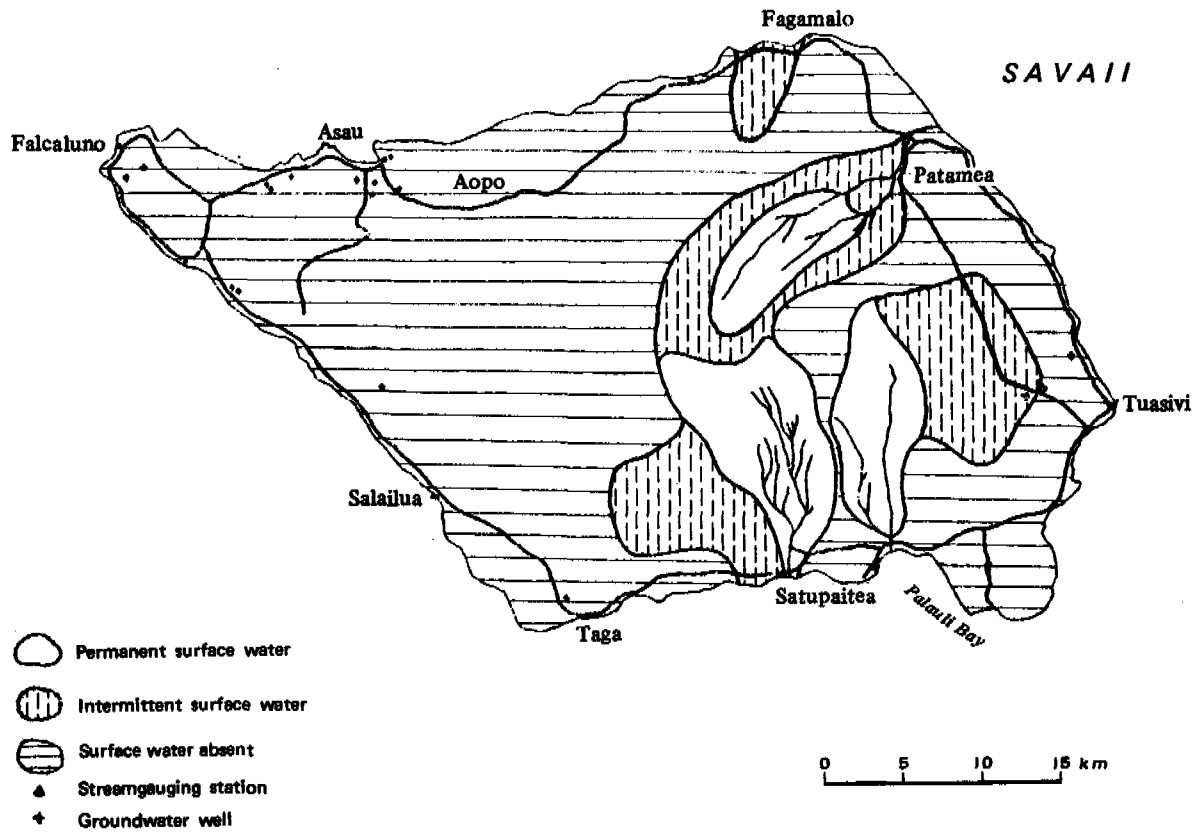 Fagamalo
SAVAII
Falcaluno
Asau
Aopo
Patamea
Tuasivi
Salailua
Satupaitea
Palauli Bay
Taga
Permanent surface water
Intermittent surface water
Surface water absent
Streamgauging station
Groundwater well
0 5 10 15 km